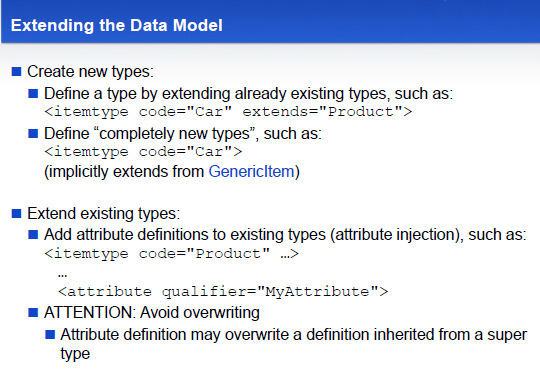 Extending the Data Model
Create new types:
Define a type by extending already existing types, such as:
<itemtype code="Car" extends="Product">
Define “completely new types”, such as:
<itemtype code="Car">
(implicitly extends from GenericItem)
Extend existing types:
Add attribute definitions to existing types (attribute injection), such as:
<itemtype code="Product" …>
…
<attribute qualifier="MyAttribute">
ATTENTION: Avoid overwriting
Attribute definition may overwrite a definition inherited from a super
type